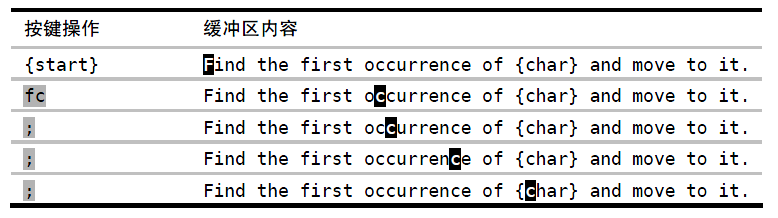 按键操作 缓冲区内容
{start} Find the first occurrence of {char} and move to it.
fc Find the first occurrence of {char} and move to it.
; Find the first occurrence of {char} and move to it.
; Find the first occurrence of {char} and move to it.
; Find the first occurrence of {char} and move to it.